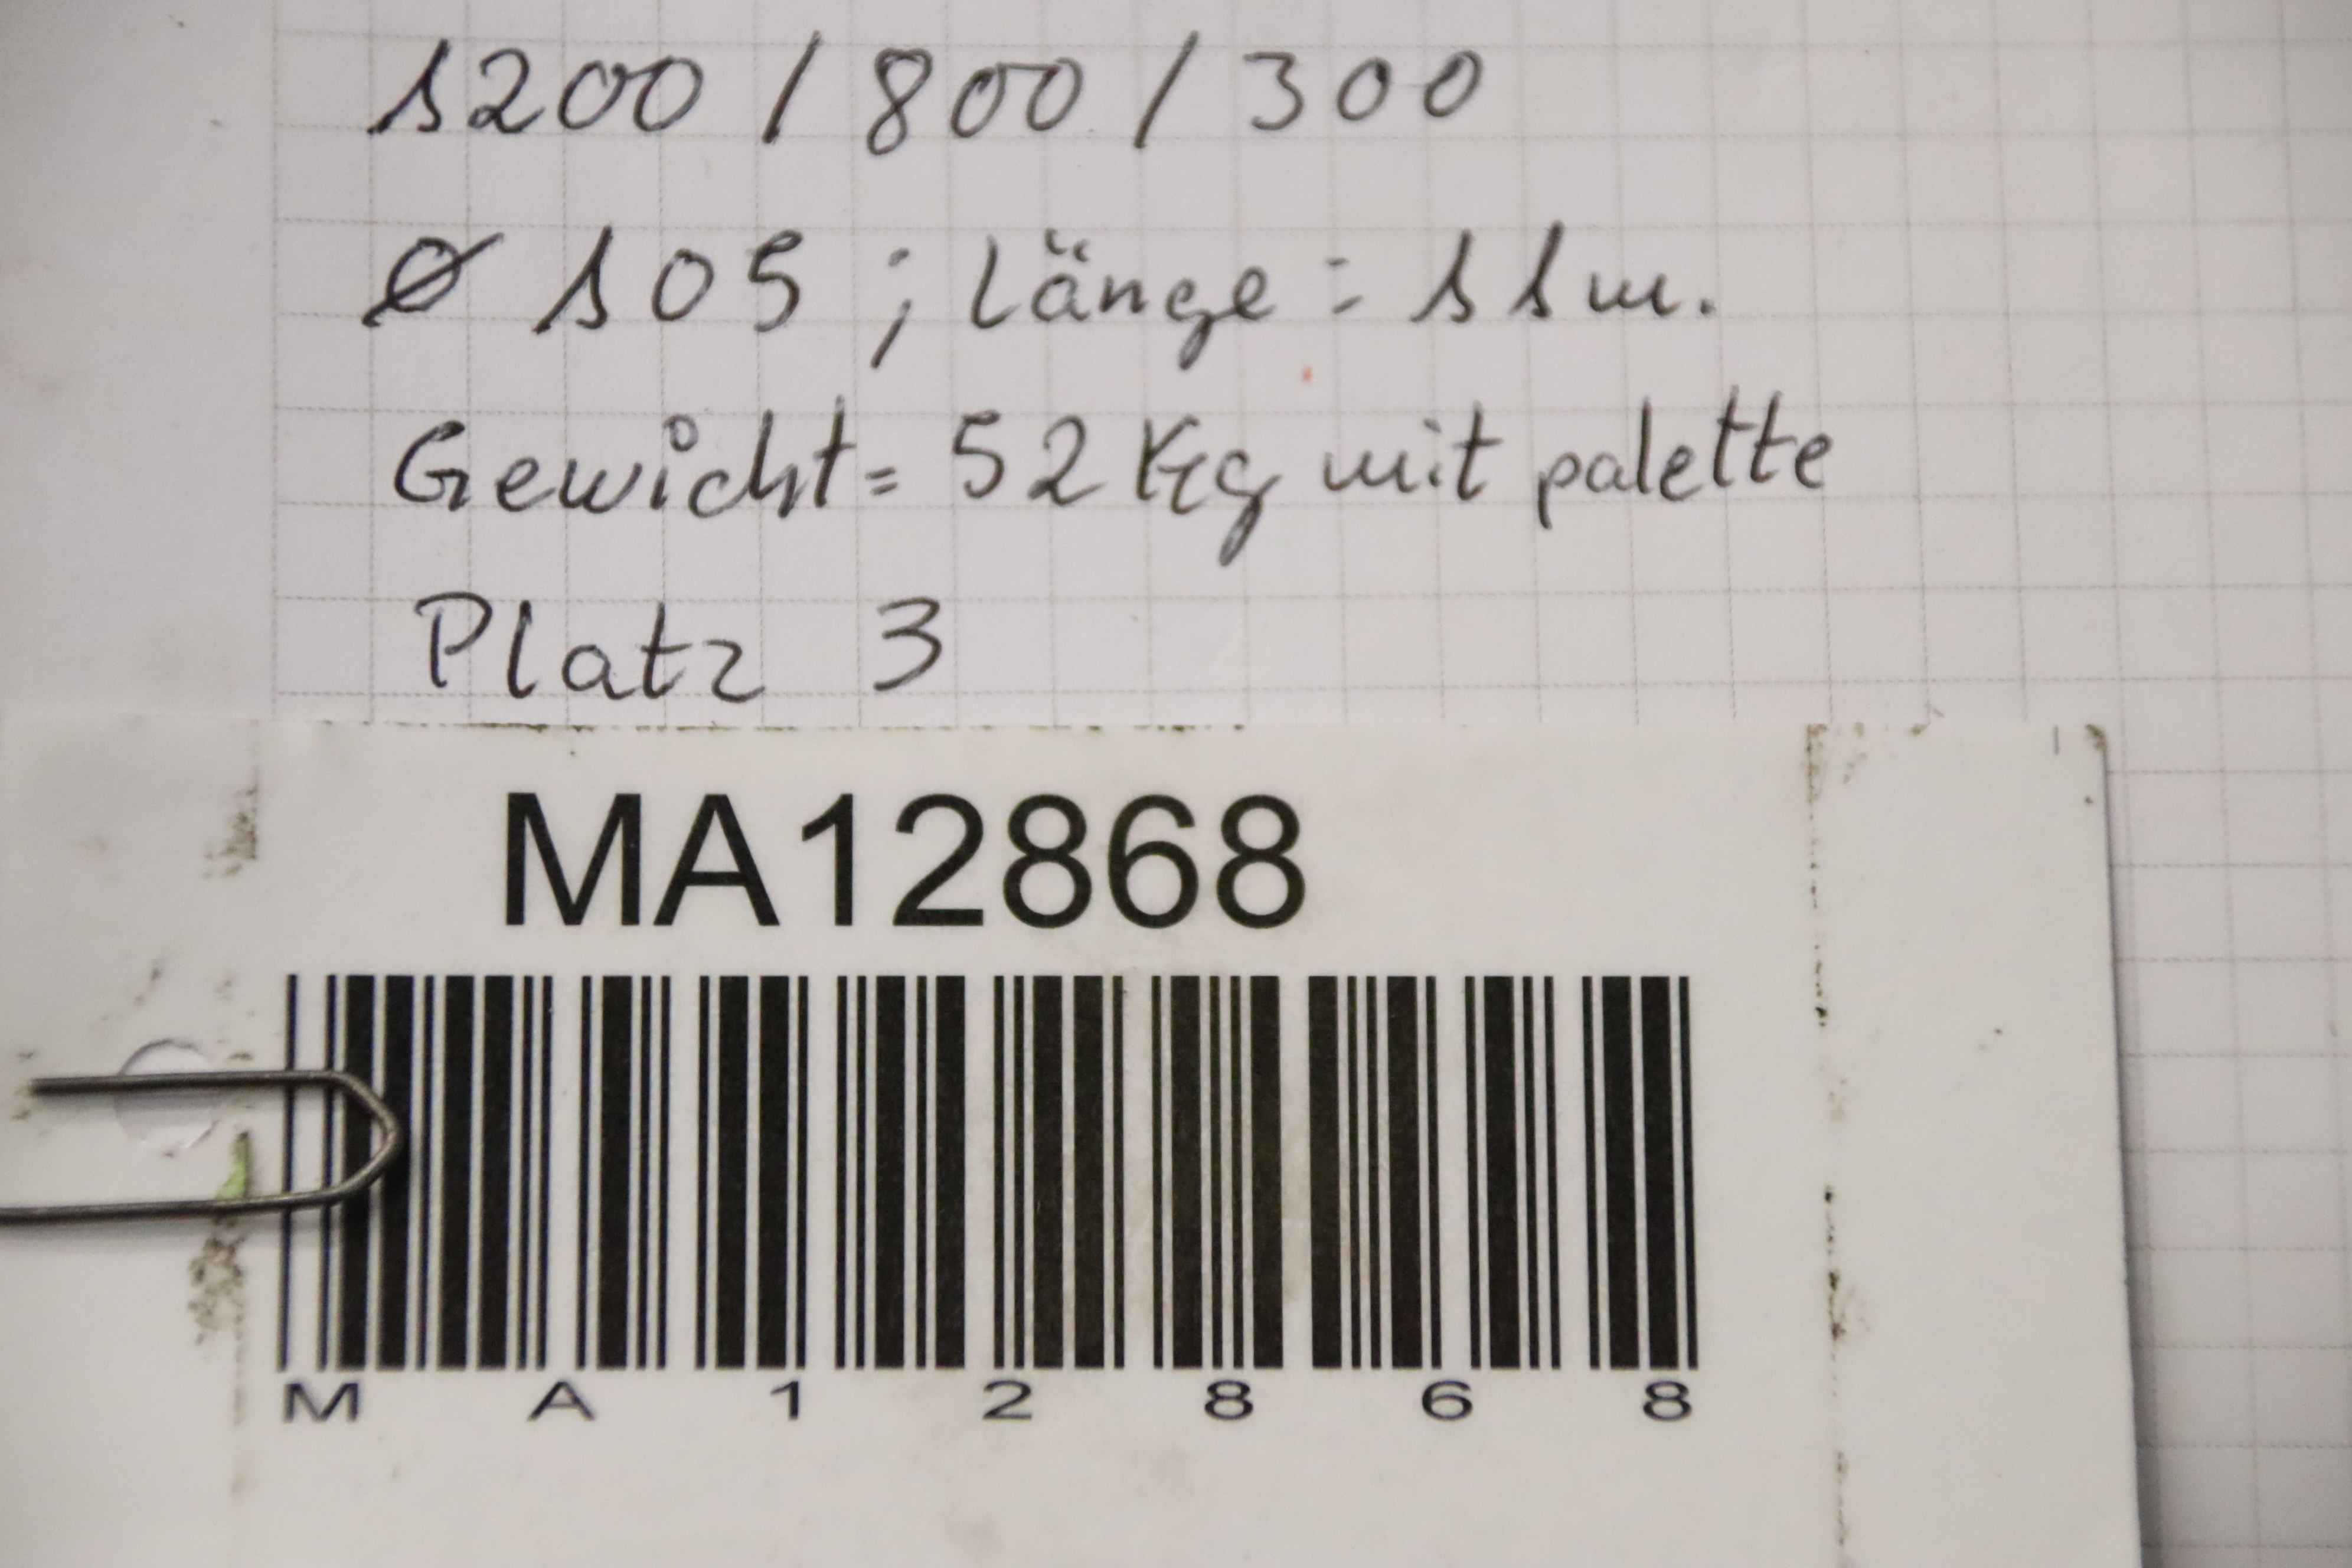 1200 / 800 / 300
Ø 105 ; Länge = 11m.
Gewicht = 52 Kg mit palette
Platz 3
MA12868
M A 1 2 8 6 8